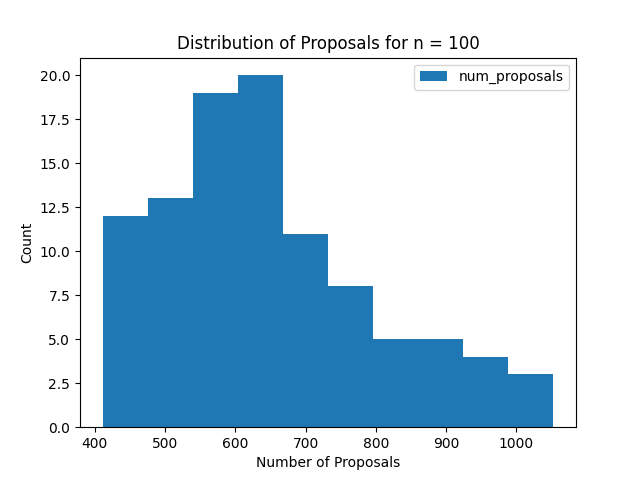 Distribution of Proposals for n = 100
num_proposals
20.0
17.5
15.0
12.5
10.0
7.5
5.0
2.5
0.0
Count
400 500 600 700 800 900 1000
Number of Proposals